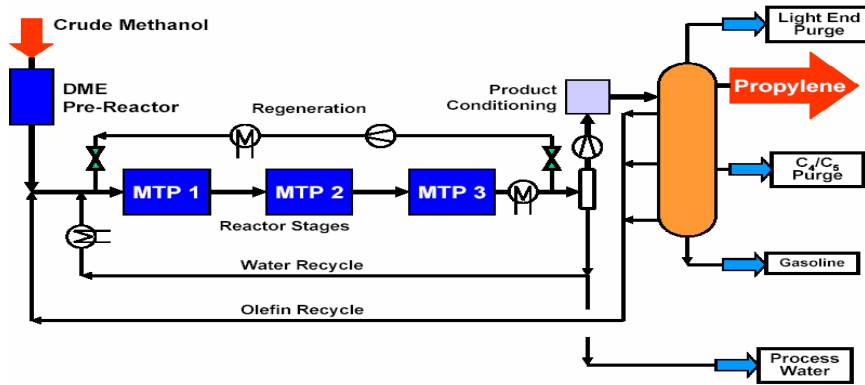 Crude Methanol
Light End
Purge
DME
Pre-Reactor
Product
Conditioning
Propylene
Regeneration
C4/C5
Purge
MTP 1
MTP 2
MTP 3
Reactor Stages
Water Recycle
Gasoline
Olefin Recycle
Process
Water